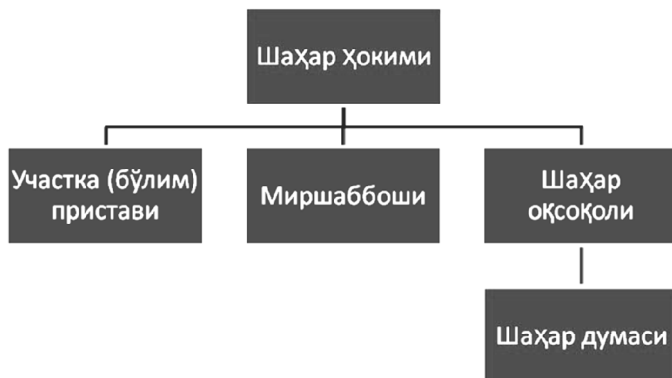 Шаҳар ҳокими
Участка (бўлим)
пристави
Миршаббоши
Шаҳар
оқсоқоли
Шаҳар думаси